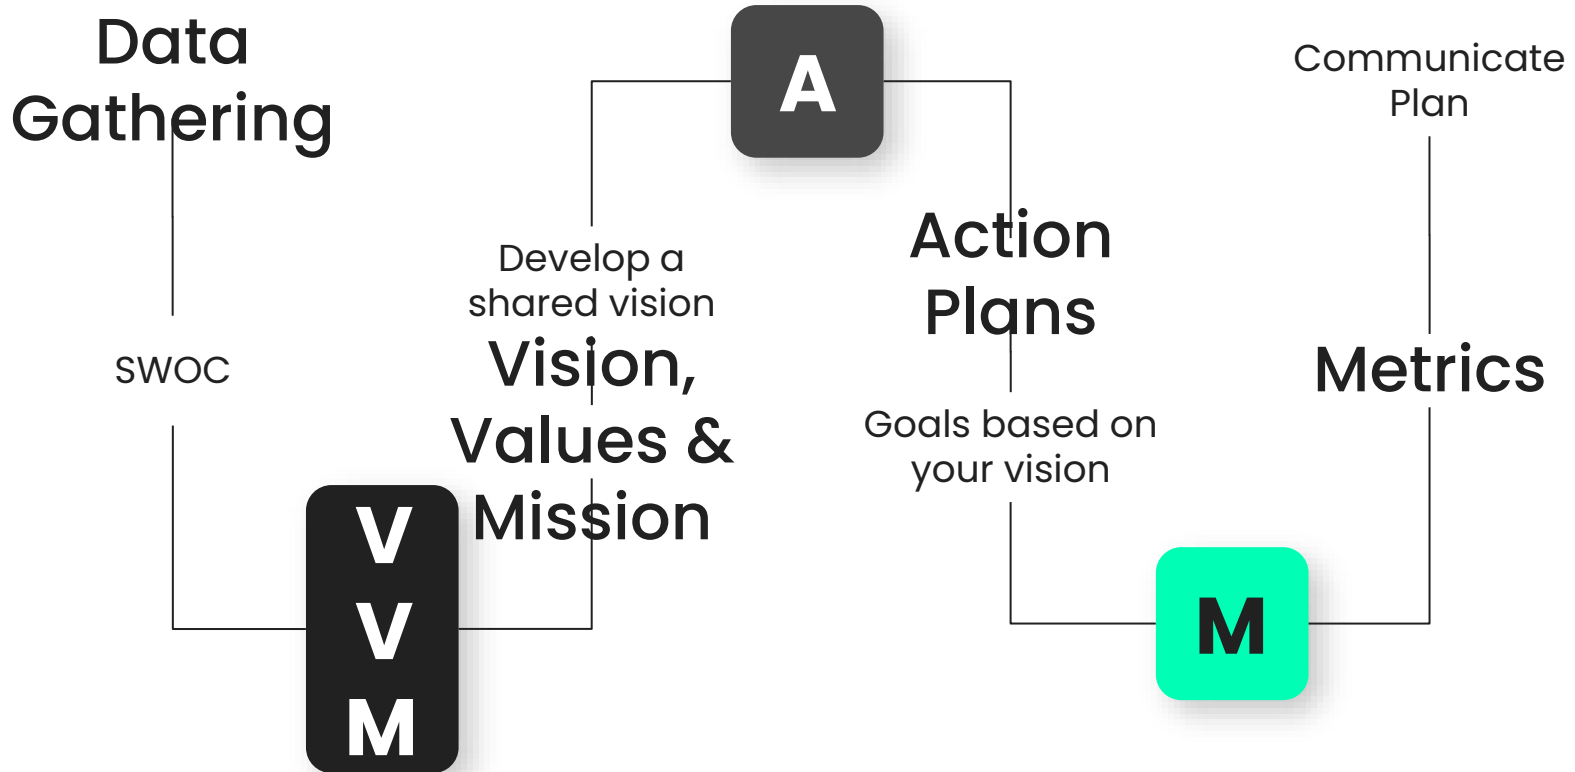 Data
Gathering
SWOC
V
V
M
Develop a
shared vision
Vision,
Values &
Mission
A
Action
Plans
Goals based on
your vision
M
Communicate
Plan
Metrics